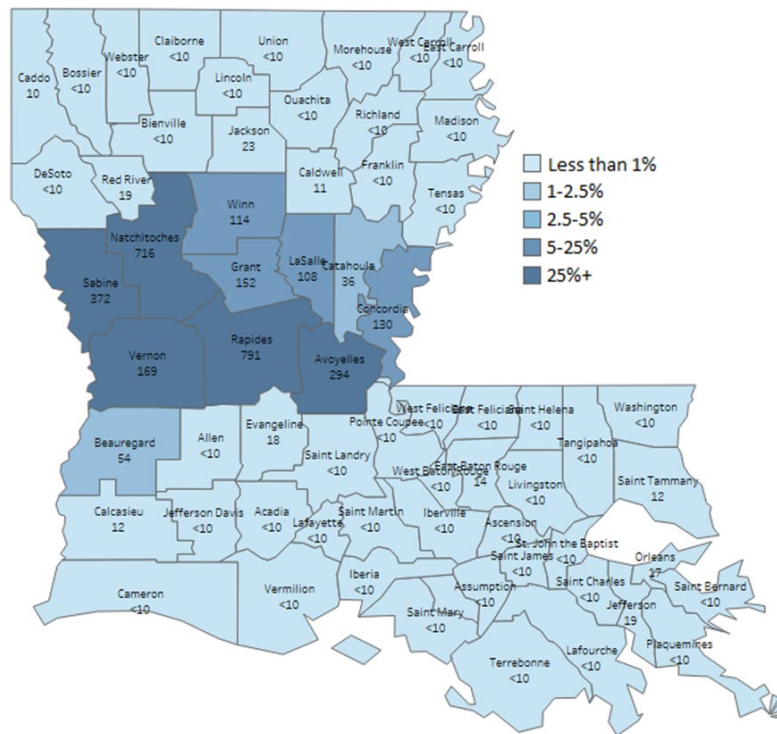 Claiborne
<10
Union
<10
Morehouse
<10
West Carroll
<10
East Carroll
<10
Webster
<10
Bossier
<10
Caddo
10
Lincoln
<10
Ouachita
<10
Richland
<10
Madison
<10
Bienville
<10
Jackson
23
Caldwell
11
Franklin
<10
Tensas
<10
DeSoto
<10
Red River
19
Winn
114
Natchitoches
716
Grant
152
LaSalle
108
Catahoula
36
Concordia
130
Sabine
372
Vernon
169
Rapides
791
Avoyelles
294
Less than 1%
1-2.5%
2.5-5%
5-25%
25%+
Beauregard
54
Allen
<10
Evangeline
18
Saint Landry
<10
Pointe Coupee
<10
West Feliciana
<10
East Feliciana
<10
Saint Helena
<10
Tangipahoa
<10
Washington
<10
West Baton Rouge
<10
East Baton Rouge
14
Livingston
<10
Saint Tammany
12
Calcasieu
12
Jefferson Davis
<10
Acadia
<10
Lafayette
<10
Saint Martin
<10
Iberville
<10
Ascension
<10
St. John the Baptist
<10
Saint James
<10
Orleans
17
Cameron
<10
Vermilion
<10
Iberia
<10
Saint Mary
<10
Assumption
<10
Saint Charles
<10
Jefferson
19
Saint Bernard
<10
Terrebonne
<10
Lafourche
<10
Plaquemines
<10